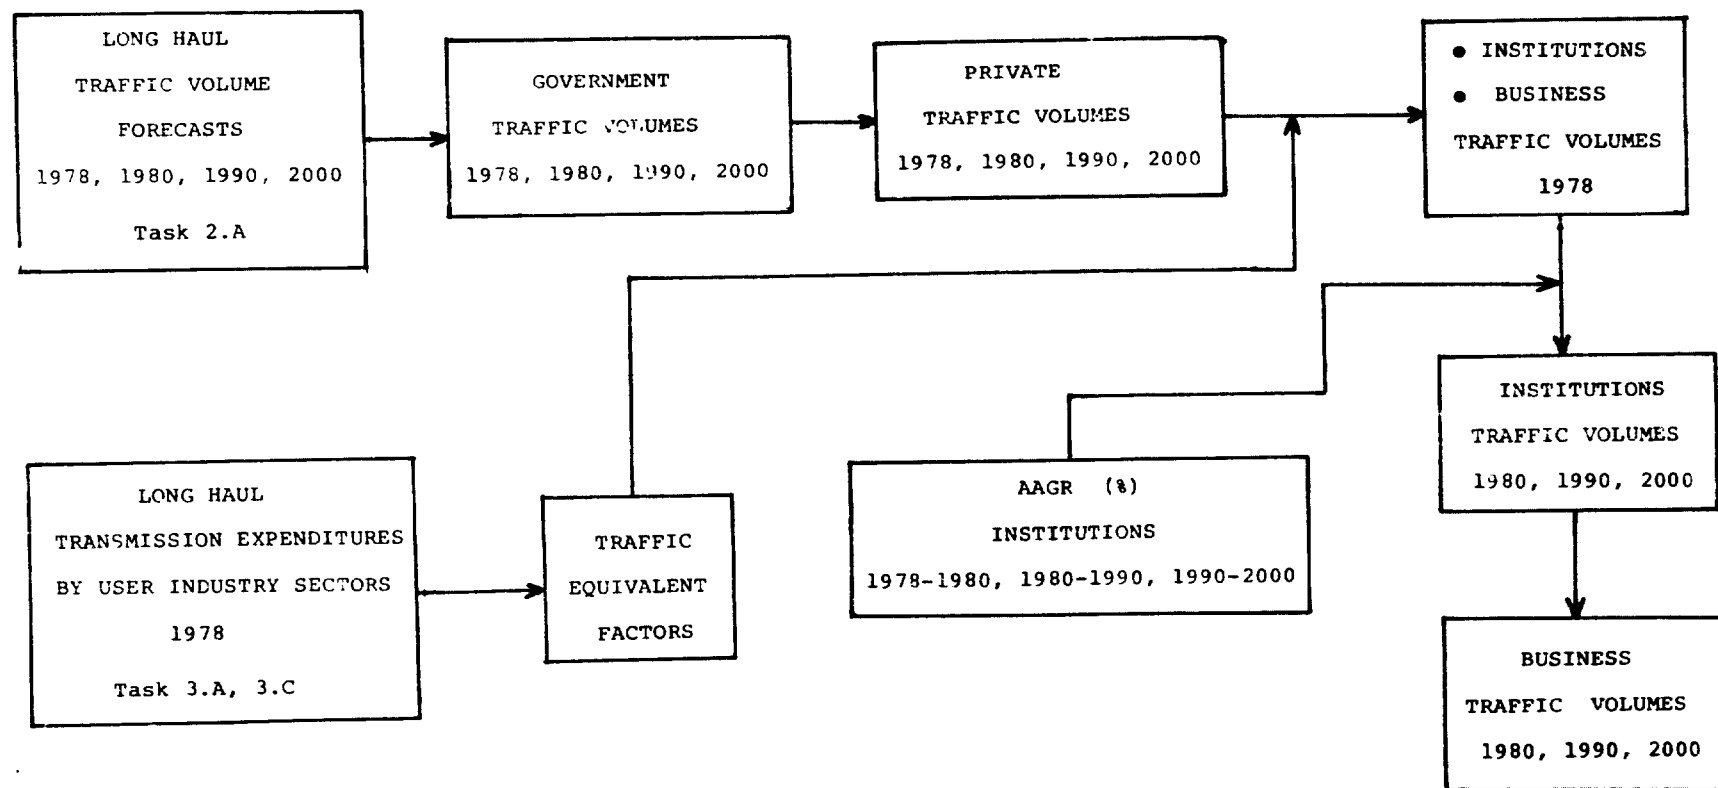 LONG HAUL
TRAFFIC VOLUME
FORECASTS
1978, 1980, 1990, 2000
Task 2.A
GOVERNMENT
TRAFFIC VOLUMES
1978, 1980, 1990, 2000
PRIVATE
TRAFFIC VOLUMES
1978, 1980, 1990, 2000
● INSTITUTIONS
● BUSINESS
TRAFFIC VOLUMES
1978
INSTITUTIONS
TRAFFIC VOLUMES
1980, 1990, 2000
LONG HAUL
TRANSMISSION EXPENDITURES
BY USER INDUSTRY SECTORS
1978
Task 3.A, 3.C
TRAFFIC
EQUIVALENT
FACTORS
AAGR (%)
INSTITUTIONS
1978-1980, 1980-1990, 1990-2000
BUSINESS
TRAFFIC VOLUMES
1980, 1990, 2000